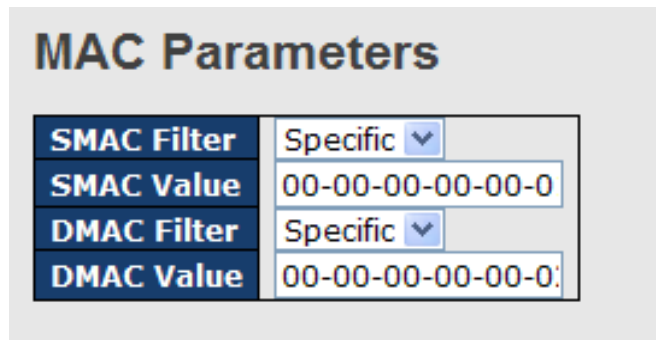 MAC Parameters
SMAC Filter Specific
SMAC Value 00-00-00-00-00-0
DMAC Filter Specific
DMAC Value 00-00-00-00-00-0